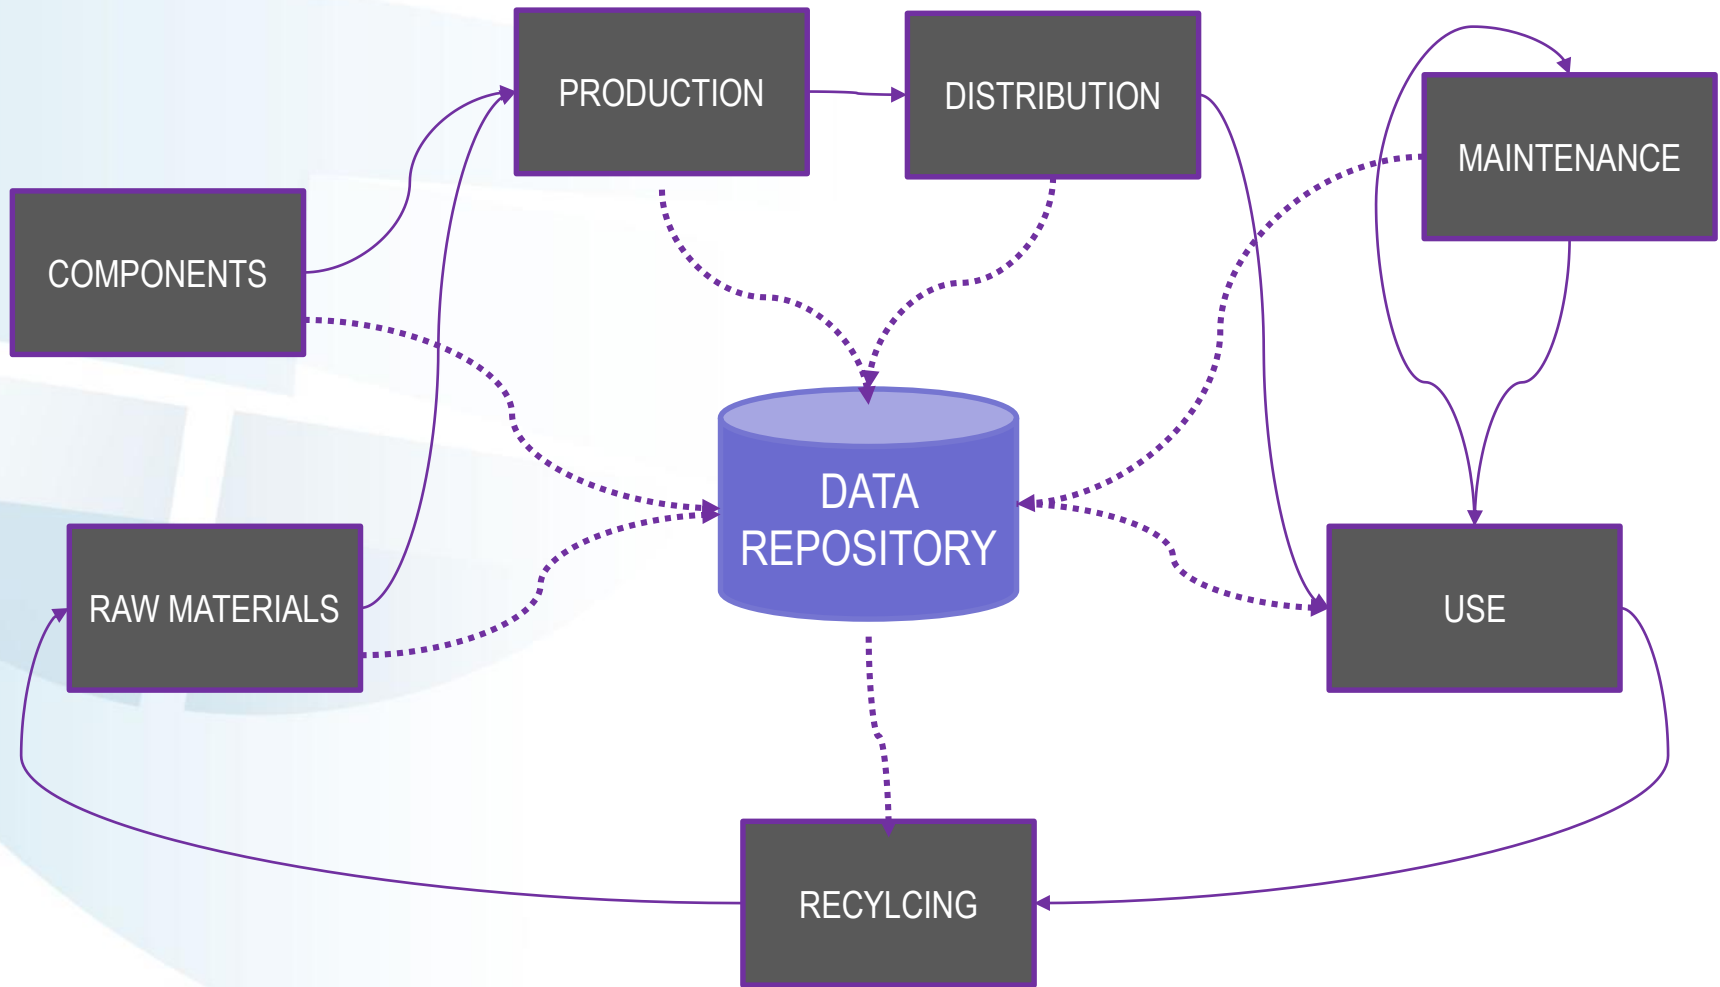 PRODUCTION
DISTRIBUTION
MAINTENANCE
COMPONENTS
DATA
REPOSITORY
RAW MATERIALS
USE
RECYLCING